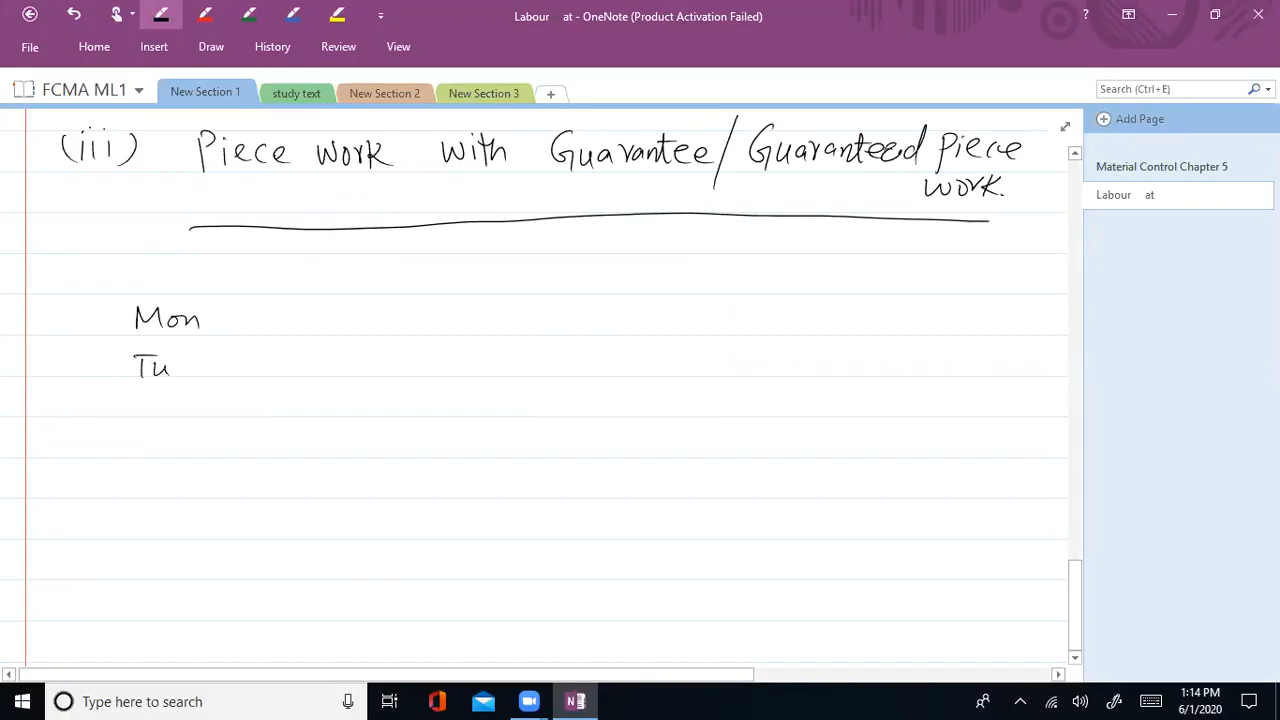 Labour at - OneNote (Product Activation Failed)
File Home Insert Draw History Review View
FCMA ML1 New Section 1 study text New Section 2 New Section 3
Search (Ctrl+E)
Add Page
Material Control Chapter 5
Labour at
(iii) Piece Work With Guarantee/Guaranteed Piece
work.
Mon
Tu
Type here to search
1:14 PM
6/1/2020